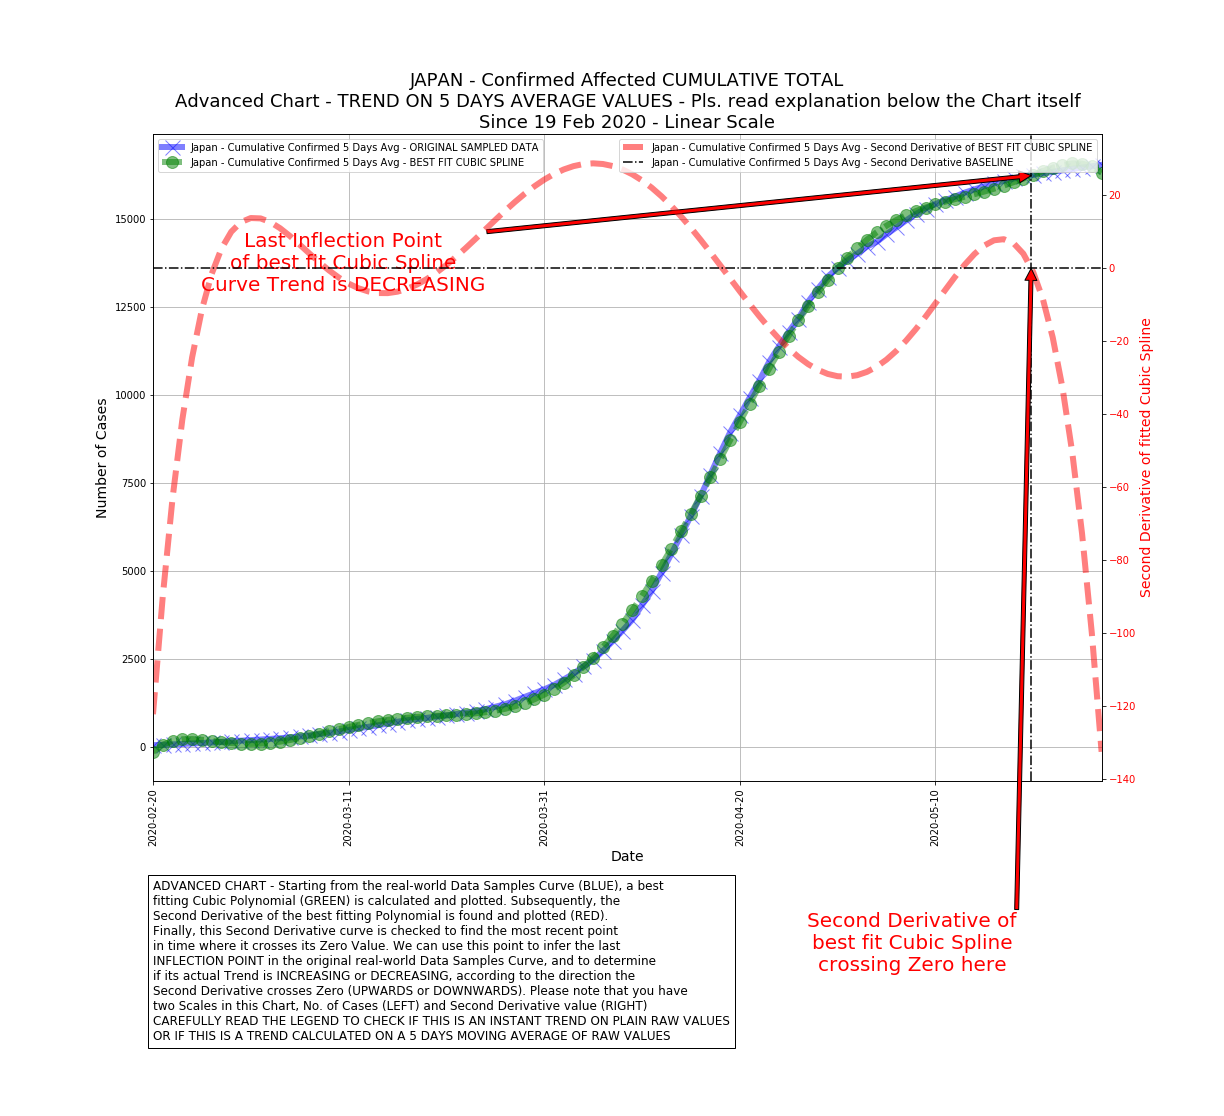 JAPAN - Confirmed Affected CUMULATIVE TOTAL
Advanced Chart - TREND ON 5 DAYS AVERAGE VALUES - Pls. read explanation below the Chart itself
Since 19 Feb 2020 - Linear Scale
Japan - Cumulative Confirmed 5 Days Avg - ORIGINAL SAMPLED DATA
Japan - Cumulative Confirmed 5 Days Avg - BEST FIT CUBIC SPLINE
Japan - Cumulative Confirmed 5 Days Avg - Second Derivative of BEST FIT CUBIC SPLINE
Japan - Cumulative Confirmed 5 Days Avg - Second Derivative BASELINE
Last Inflection Point
of best fit Cubic Spline
Curve Trend is DECREASING
Number of Cases
15000
12500
10000
7500
5000
2500
0
20
0
−20
−40
−60
−80
−100
−120
−140
Second Derivative of fitted Cubic Spline
2020-02-20
2020-03-11
2020-03-31
2020-04-20
2020-05-10
Date
ADVANCED CHART - Starting from the real-world Data Samples Curve (BLUE), a best
fitting Cubic Polynomial (GREEN) is calculated and plotted. Subsequently, the
Second Derivative of the best fitting Polynomial is found and plotted (RED).
Finally, this Second Derivative curve is checked to find the most recent point
in time where it crosses its Zero Value. We can use this point to infer the last
INFLECTION POINT in the original real-world Data Samples Curve, and to determine
if its actual Trend is INCREASING or DECREASING, according to the direction the
Second Derivative crosses Zero (UPWARDS or DOWNWARDS). Please note that you have
two Scales in this Chart, No. of Cases (LEFT) and Second Derivative value (RIGHT)
CAREFULLY READ THE LEGEND TO CHECK IF THIS IS AN INSTANT TREND ON PLAIN RAW VALUES
OR IF THIS IS A TREND CALCULATED ON A 5 DAYS MOVING AVERAGE OF RAW VALUES
Second Derivative of
best fit Cubic Spline
crossing Zero here